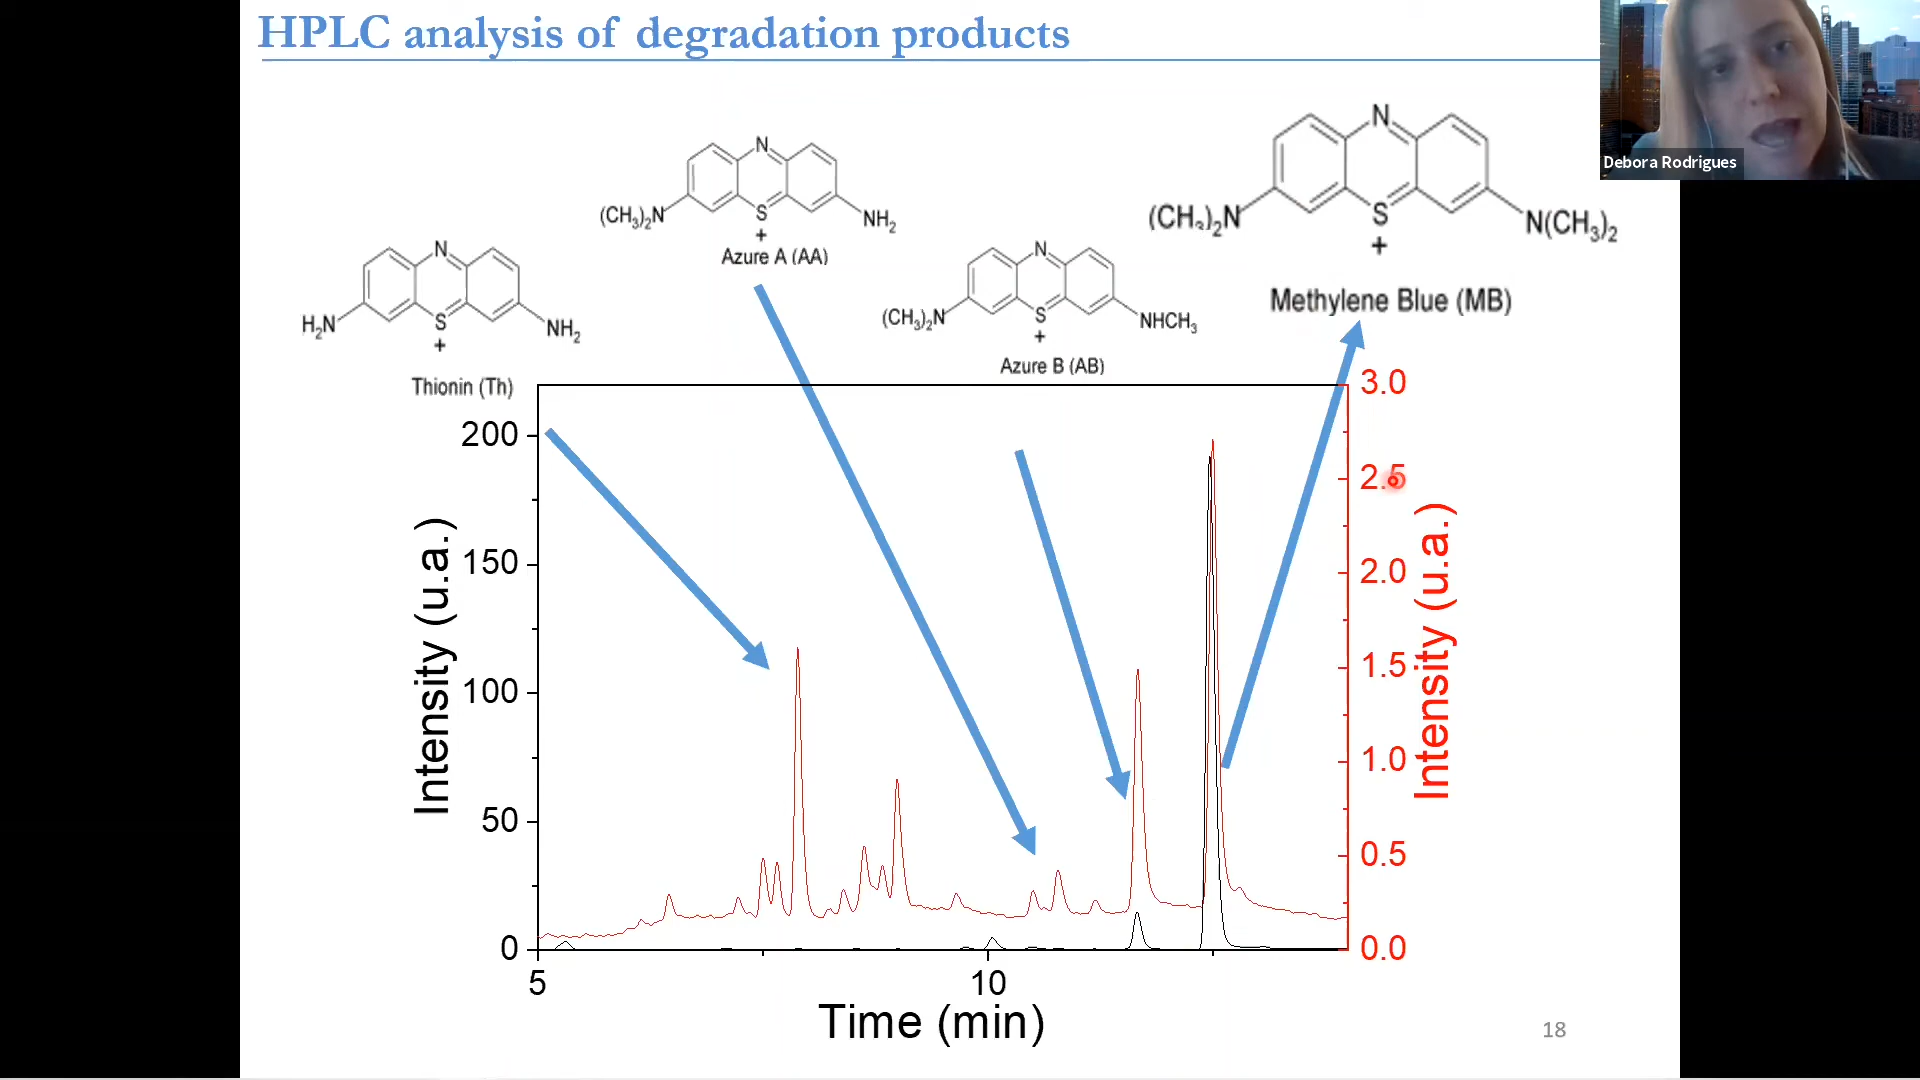 HPLC analysis of degradation products
Debora Rodrigues
N
(CH₃)₂N
S
NH₂
+
Azure A (AA)
N
(CH₃)₂N
S
N(CH₃)₂
+
Methylene Blue (MB)
N
H₂N
S
NH₂
+
Thionin (Th)
N
(CH₃)₂N
S
NHCH₃
+
Azure B (AB)
200
150
100
50
0
Intensity (u.a.)
3.0
2.5
2.0
1.5
1.0
0.5
0.0
Intensity (u.a.)
5
10
Time (min)
18